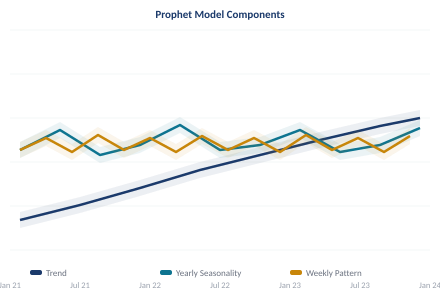 Prophet Model Components
Trend Yearly Seasonality Weekly Pattern
Jan 21 Jul 21 Jan 22 Jul 22 Jan 23 Jul 23 Jan 24